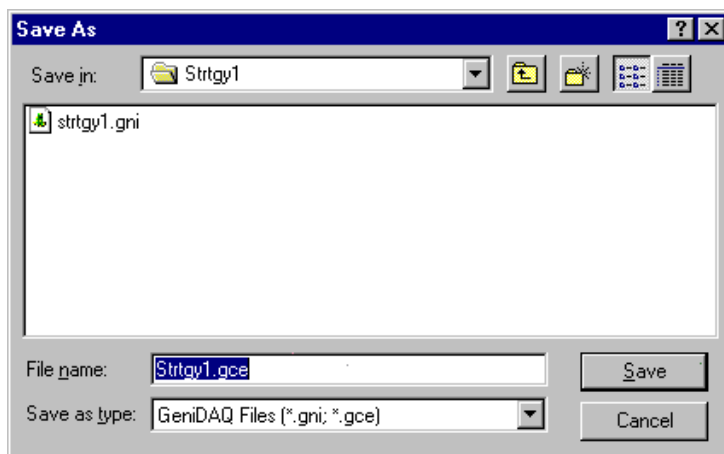 Save As
Save in: Strtgy1
strtgy1.gni
File name: Strtgy1.gce
Save
Save as type: GeniDAQ Files (*.gni; *.gce)
Cancel